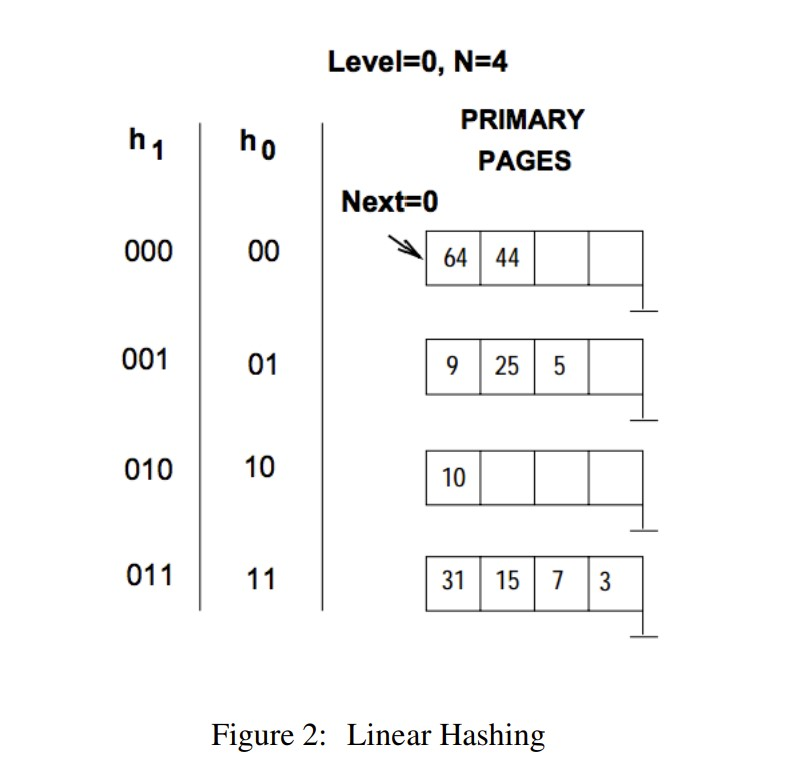 Level=0, N=4
h1 h0 PRIMARY
PAGES
Next=0
000 00 64 44
001 01 9 25 5
010 10 10
011 11 31 15 7 3
Figure 2: Linear Hashing